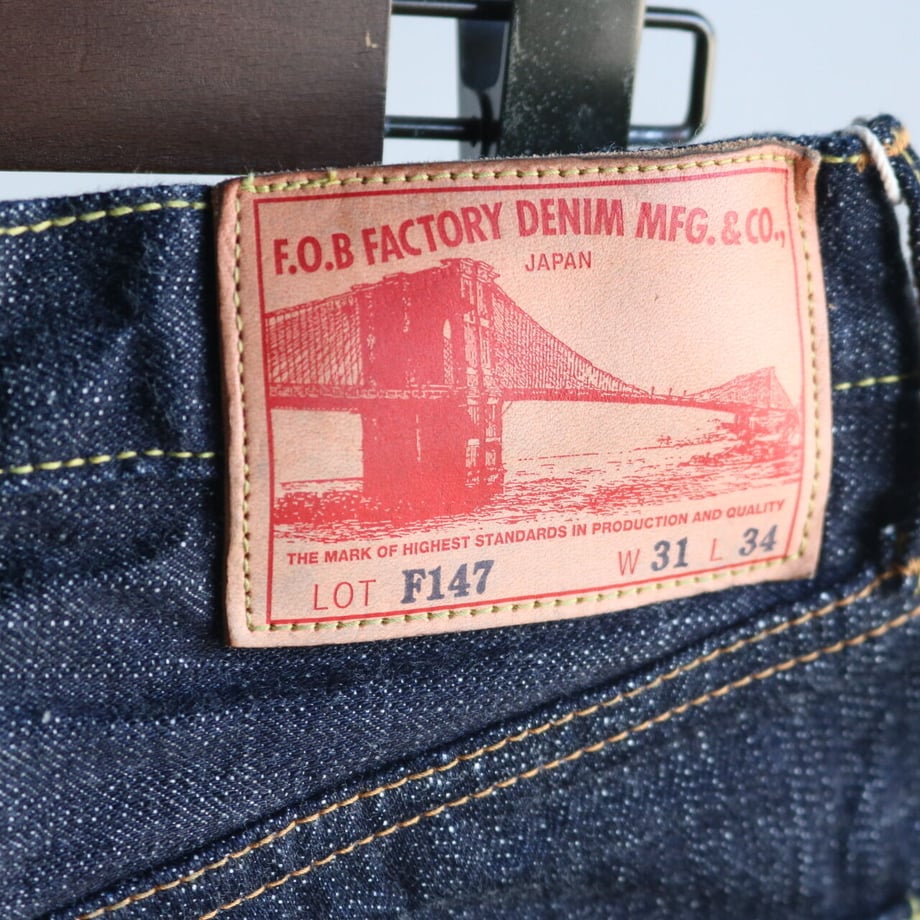 F.O.B FACTORY DENIM MFG. & CO.,
JAPAN
THE MARK OF HIGHEST STANDARDS IN PRODUCTION AND QUALITY
LOT F147 W 31 L 34